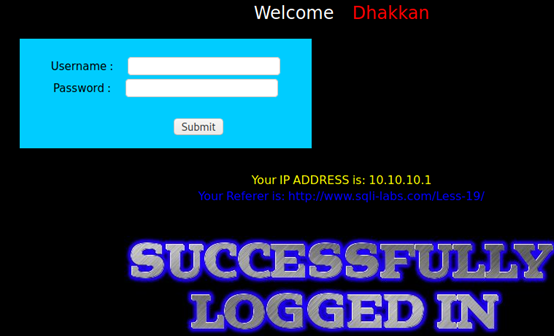 Welcome Dhakkan
Username :
Password :
Submit
Your IP ADDRESS is: 10.10.10.1
Your Referer is: http://www.sqli-labs.com/Less-19/
SUCCESSFULLY
LOGGED IN